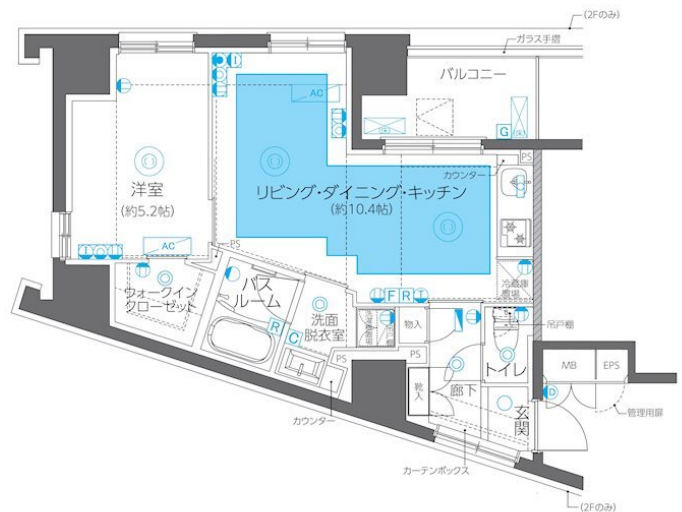 (2Fのみ)
ガラス手摺
バルコニー
AC
G
PS
カウンター
洋室
(約5.2帖)
リビング・ダイニング・キッチン
(約10.4帖)
AC
PS
ウォークイン
クローゼット
バス
ルーム
F R T
冷蔵庫
置場
洗面
脱衣室
R
C
物入
吊戸棚
PS
PS
トイレ
MB
EPS
靴入
廊下
玄関
D
管理用扉
カウンター
カーテンボックス
(2Fのみ)